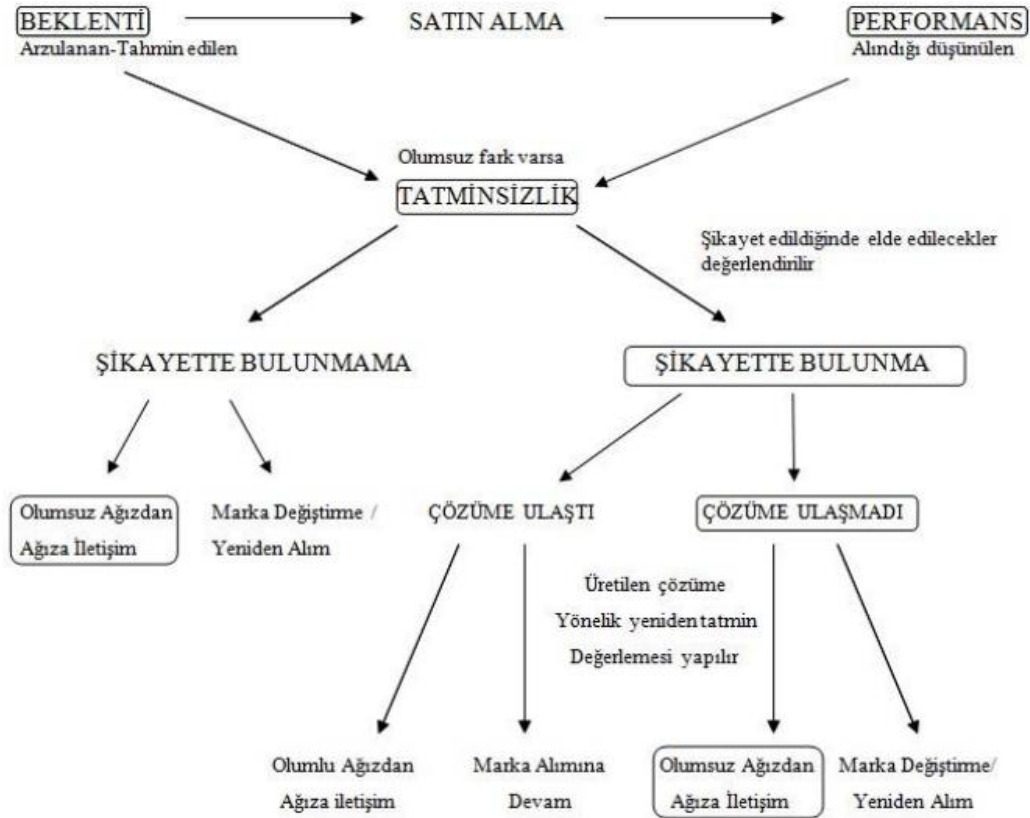 BEKLENTİ
SATIN ALMA
PERFORMANS
Arzulanan-Tahmin edilen
Alındığı düşünülen
Olumsuz fark varsa
TATMİNSİZLİK
Şikayet edildiğinde elde edilecekler
değerlendirilir
ŞİKAYETTE BULUNMAMA
ŞİKAYETTE BULUNMA
Olumsuz Ağızdan
Ağıza İletişim
Marka Değiştirme /
Yeniden Alım
ÇÖZÜME ULAŞTI
ÇÖZÜME ULAŞMADI
Üretilen çözüme
Yönelik yeniden tatmin
Değerlemesi yapılır
Olumlu Ağızdan
Ağıza iletişim
Marka Alımına
Devam
Olumsuz Ağızdan
Ağıza İletişim
Marka Değiştirme/
Yeniden Alım